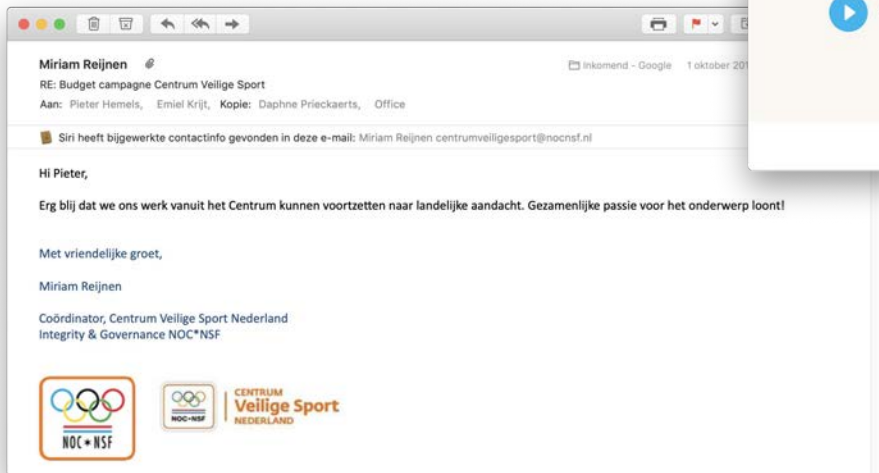 Miriam Reijnen
Inkomend - Google 1 oktober 201
RE: Budget campagne Centrum Veilige Sport
Aan: Pieter Hemels, Emiel Krijt, Kopie: Daphne Prieckaerts, Office
Siri heeft bijgewerkte contactinfo gevonden in deze e-mail: Miriam Reijnen centrumveiligesport@nocnsf.nl
Hi Pieter,
Erg blij dat we ons werk vanuit het Centrum kunnen voortzetten naar landelijke aandacht. Gezamenlijke passie voor het onderwerp loont!
Met vriendelijke groet,
Miriam Reijnen
Coördinator, Centrum Veilige Sport Nederland
Integrity & Governance NOC*NSF
NOC*NSF
NOC*NSF
CENTRUM
Veilige Sport
NEDERLAND